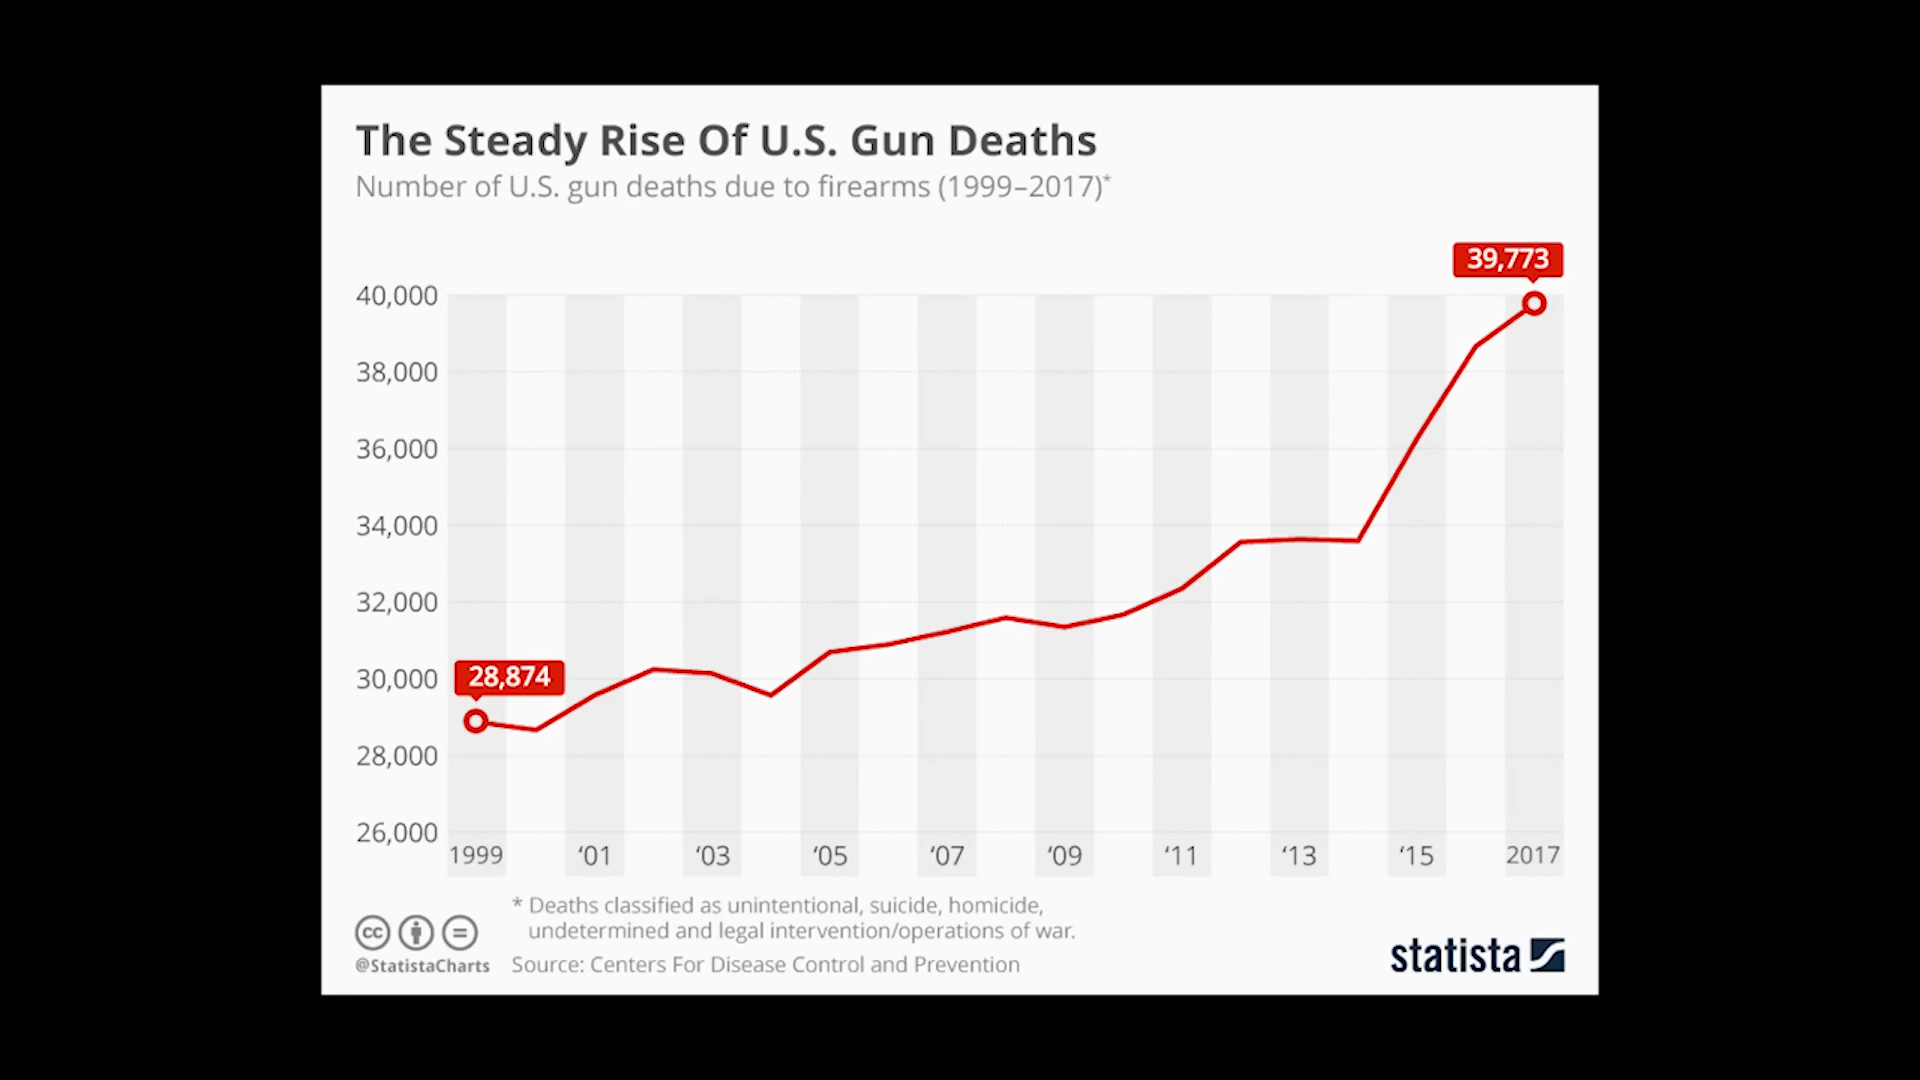 The Steady Rise Of U.S. Gun Deaths
Number of U.S. gun deaths due to firearms (1999–2017)*
39,773
40,000
38,000
36,000
34,000
32,000
30,000
28,874
28,000
26,000
1999 ‘01 ‘03 ‘05 ‘07 ‘09 ‘11 ‘13 ‘15 2017
* Deaths classified as unintentional, suicide, homicide,
undetermined and legal intervention/operations of war.
cc
@StatistaCharts
Source: Centers For Disease Control and Prevention
statista